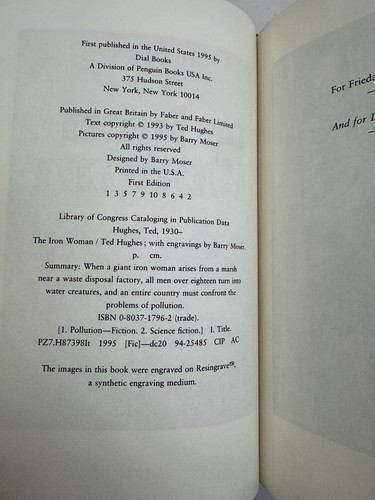 First published in the United States 1995 by
Dial Books
A Division of Penguin Books USA Inc.
375 Hudson Street
New York, New York 10014
Published in Great Britain by Faber and Faber Limited
Text copyright © 1993 by Ted Hughes
Pictures copyright © 1995 by Barry Moser
All rights reserved
Designed by Barry Moser
Printed in the U.S.A.
First Edition
1 3 5 7 9 10 8 6 4 2
Library of Congress Cataloging in Publication Data
Hughes, Ted, 1930–
The Iron Woman / Ted Hughes ; with engravings by Barry Moser.
p. cm.
Summary: When a giant iron woman arises from a marsh
near a waste disposal factory, all men over eighteen turn into
water creatures, and an entire country must confront the
problems of pollution.
ISBN 0-8037-1796-2 (trade).
[1. Pollution—Fiction. 2. Science fiction.] I. Title.
PZ7.H87398It 1995 [Fic]—dc20 94-25485 CIP AC
The images in this book were engraved on Resingrave™,
a synthetic engraving medium.
For Frieda
And for